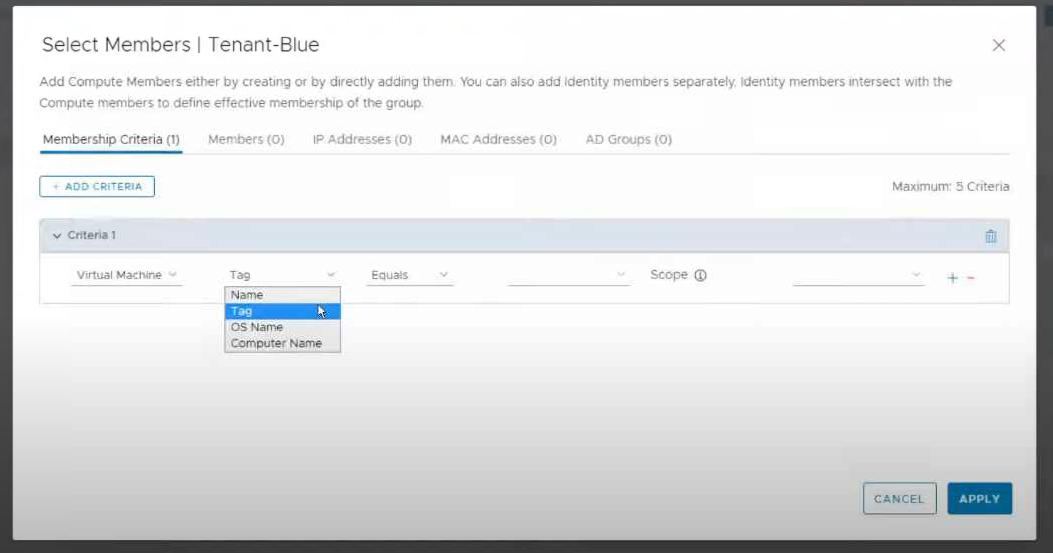 Select Members | Tenant-Blue
Add Compute Members either by creating or by directly adding them. You can also add Identity members separately. Identity members intersect with the
Compute members to define effective membership of the group.
Membership Criteria (1) Members (0) IP Addresses (0) MAC Addresses (0) AD Groups (0)
+ ADD CRITERIA Maximum: 5 Criteria
Criteria 1
Virtual Machine Tag Equals Scope
Name
Tag
OS Name
Computer Name
CANCEL APPLY